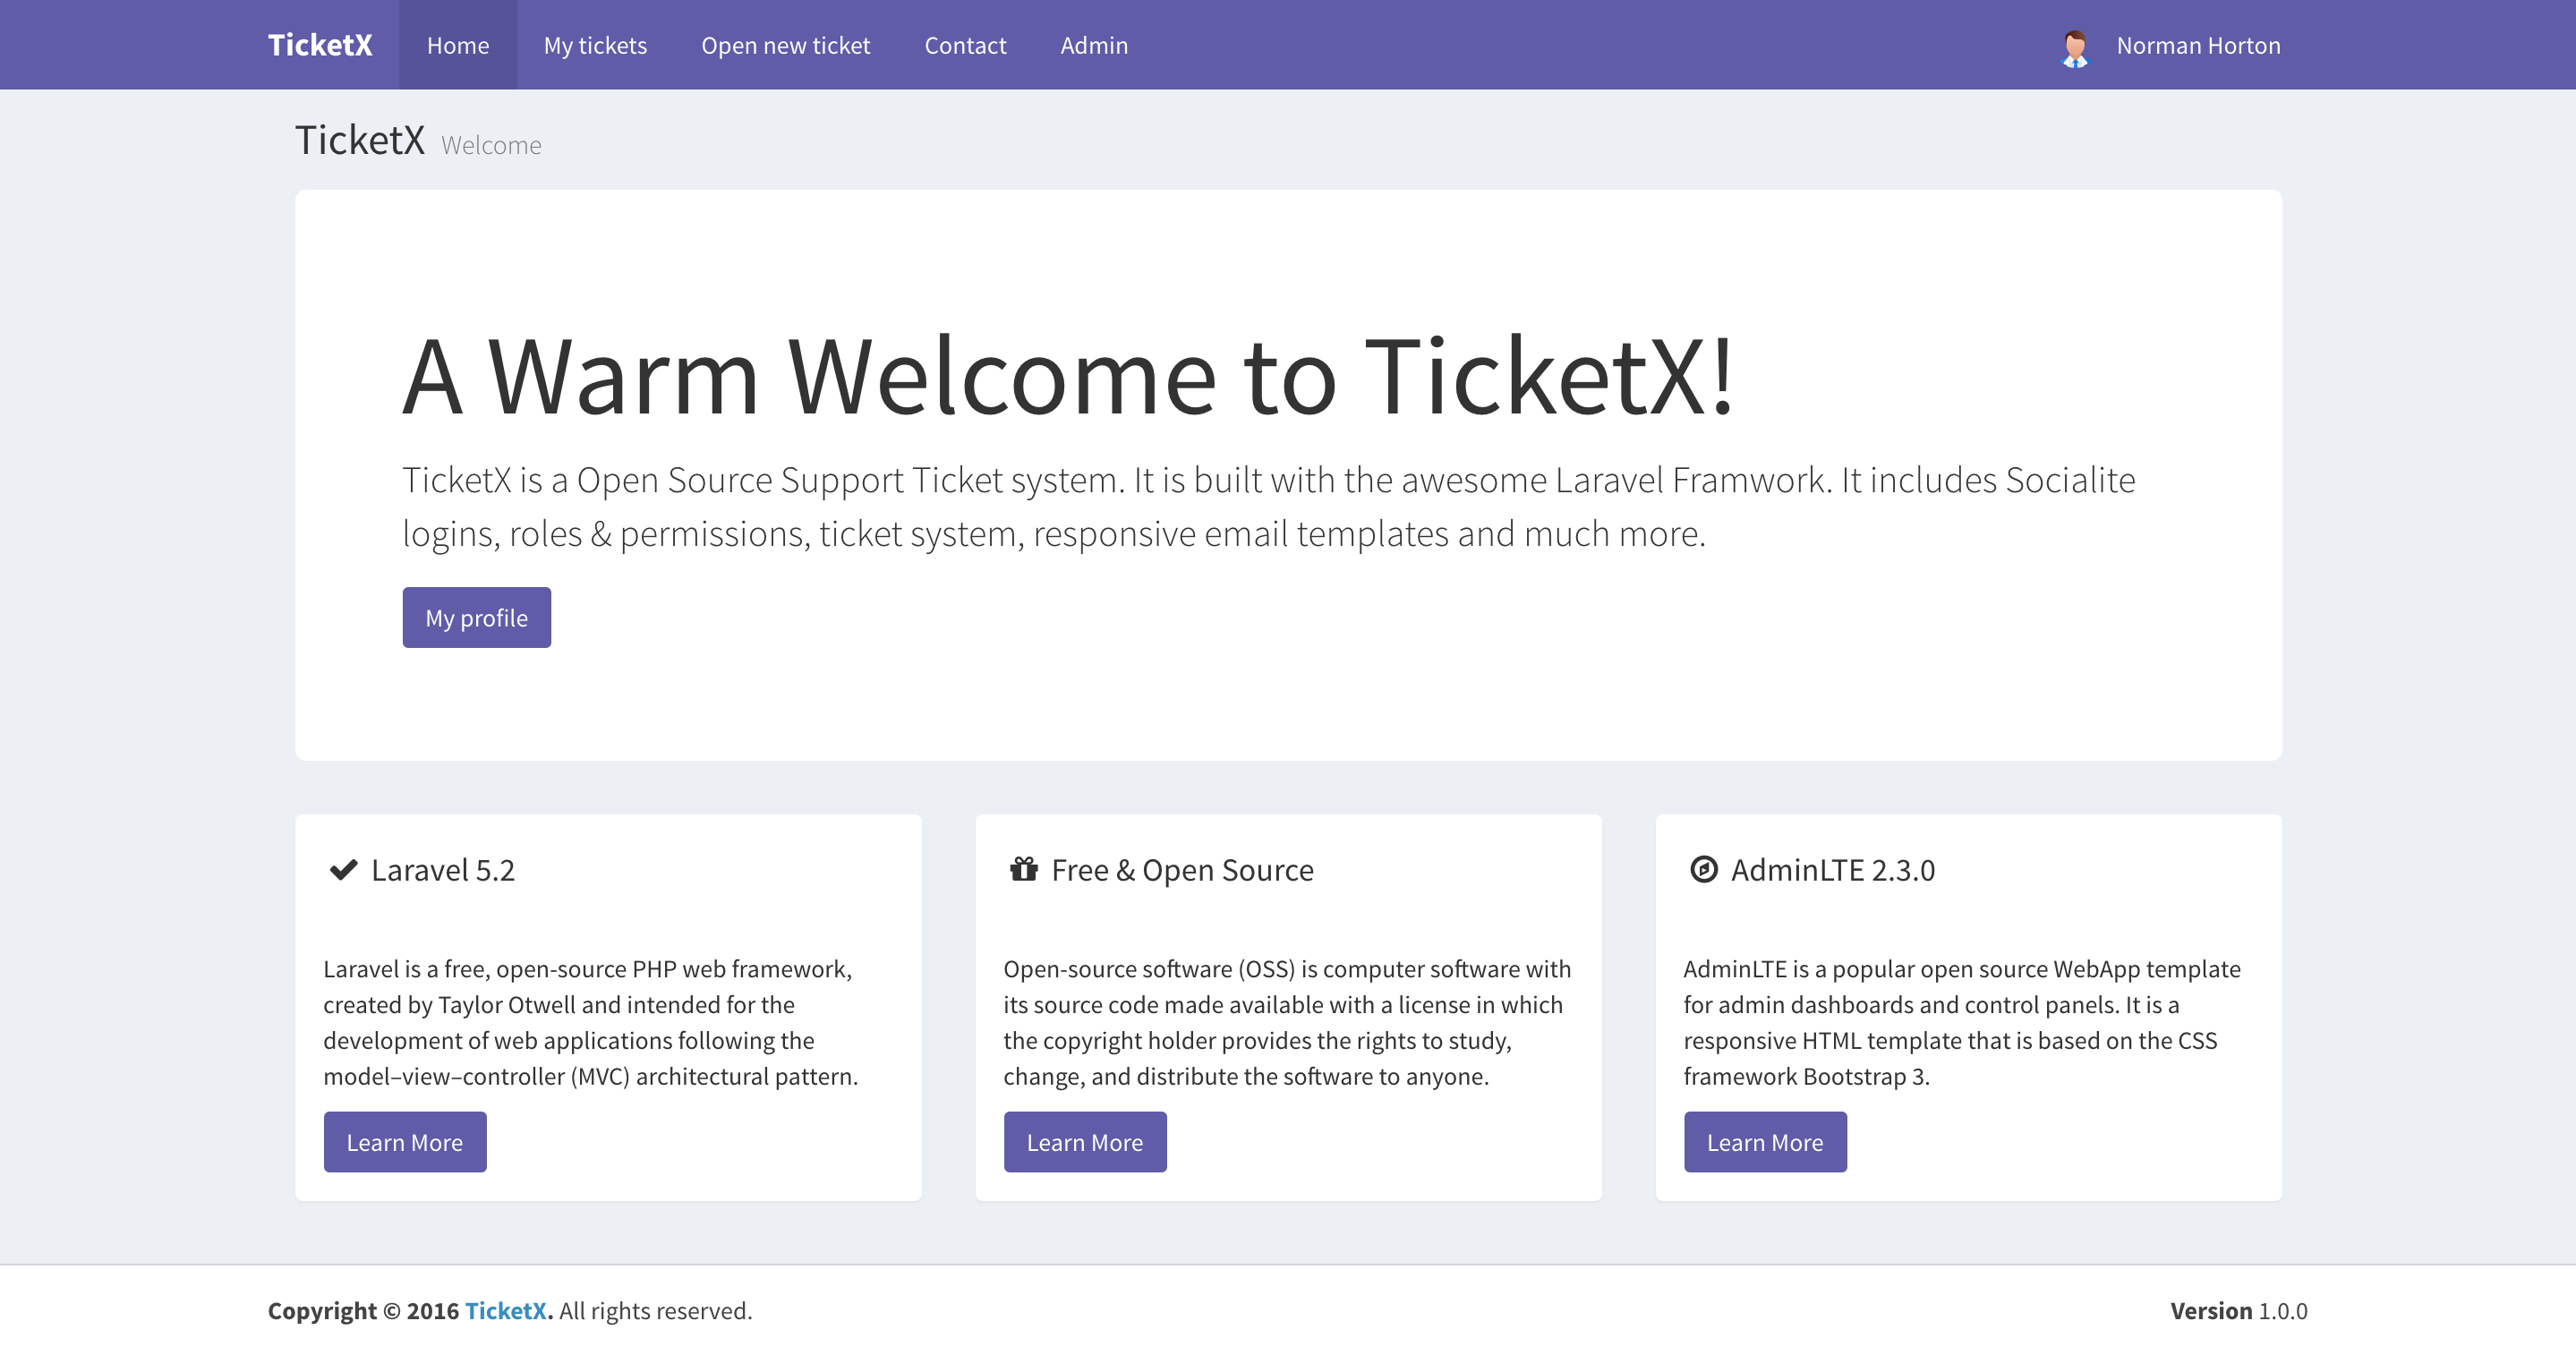 TicketX Home My tickets Open new ticket Contact Admin Norman Horton
TicketX Welcome
A Warm Welcome to TicketX!
TicketX is a Open Source Support Ticket system. It is built with the awesome Laravel Framwork. It includes Socialite
logins, roles & permissions, ticket system, responsive email templates and much more.
My profile
Laravel 5.2
Laravel is a free, open-source PHP web framework,
created by Taylor Otwell and intended for the
development of web applications following the
model–view–controller (MVC) architectural pattern.
Learn More
Free & Open Source
Open-source software (OSS) is computer software with
its source code made available with a license in which
the copyright holder provides the rights to study,
change, and distribute the software to anyone.
Learn More
AdminLTE 2.3.0
AdminLTE is a popular open source WebApp template
for admin dashboards and control panels. It is a
responsive HTML template that is based on the CSS
framework Bootstrap 3.
Learn More
Copyright © 2016 TicketX. All rights reserved. Version 1.0.0